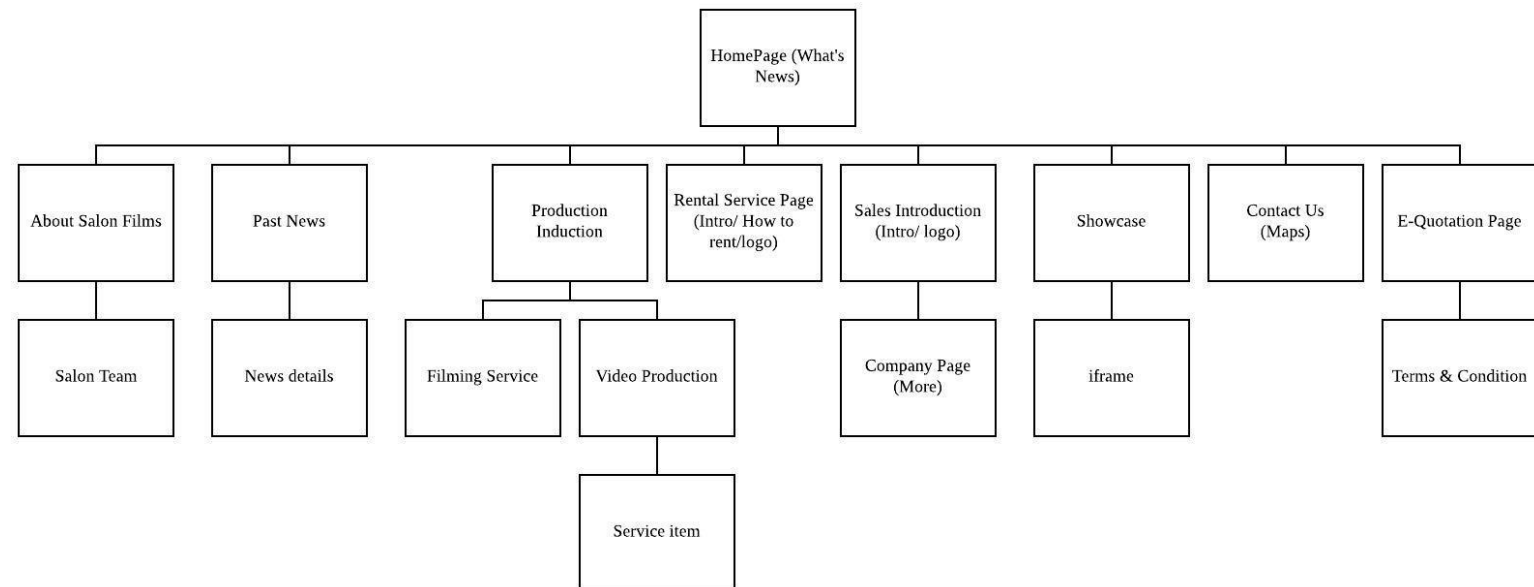 HomePage (What's
News)
About Salon Films
Past News
Production
Induction
Rental Service Page
(Intro/ How to
rent/logo)
Sales Introduction
(Intro/ logo)
Showcase
Contact Us
(Maps)
E-Quotation Page
Salon Team
News details
Filming Service
Video Production
Company Page
(More)
iframe
Terms & Condition
Service item